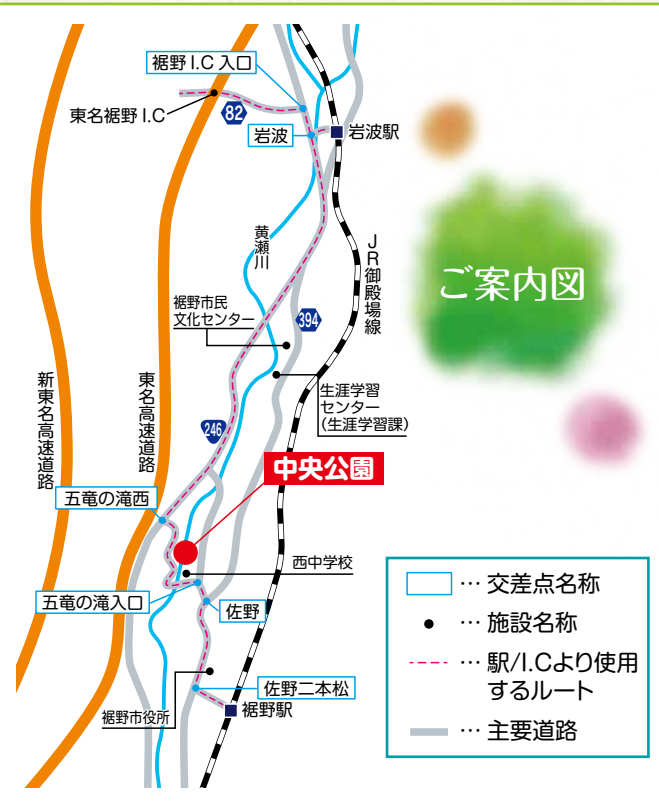 裾野 I.C 入口
東名裾野 I.C
82
岩波
岩波駅
黄瀬川
JR御殿場線
ご案内図
裾野市民
文化センター
394
新東名高速道路
東名高速道路
生涯学習
センター
(生涯学習課)
246
中央公園
五竜の滝西
西中学校
五竜の滝入口
佐野
佐野二本松
裾野市役所
裾野駅
… 交差点名称
… 施設名称
… 駅/I.Cより使用
するルート
… 主要道路